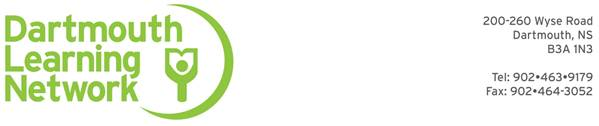 Dartmouth
Learning
Network
200-260 Wyse Road
Dartmouth, NS
B3A 1N3
Tel: 902•463•9179
Fax: 902•464-3052